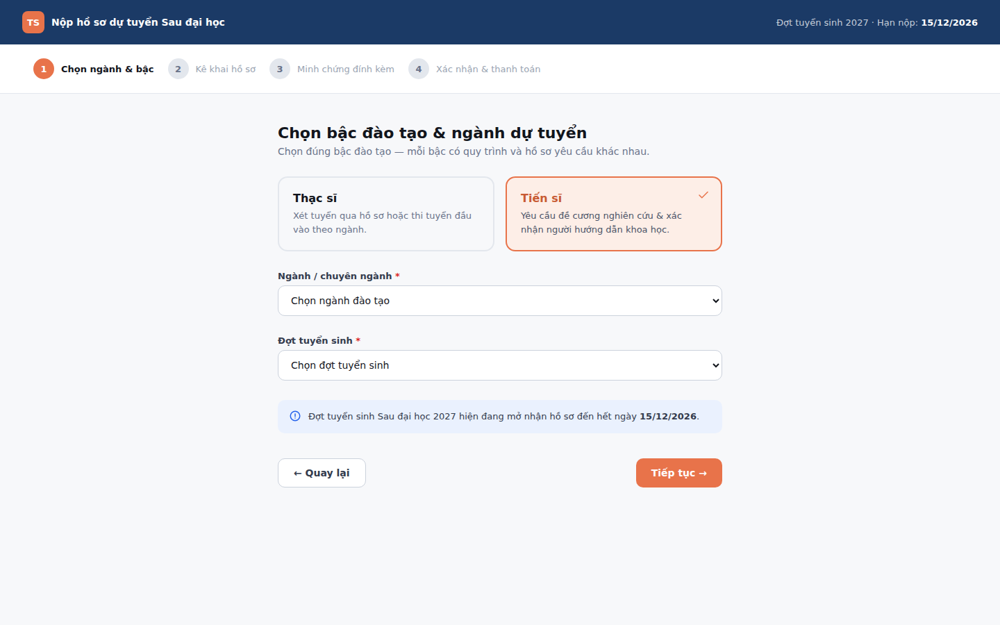 TS
Nộp hồ sơ dự tuyển Sau đại học
Đợt tuyển sinh 2027 · Hạn nộp: 15/12/2026
1 Chọn ngành & bậc
2 Kê khai hồ sơ
3 Minh chứng đính kèm
4 Xác nhận & thanh toán
Chọn bậc đào tạo & ngành dự tuyển
Chọn đúng bậc đào tạo — mỗi bậc có quy trình và hồ sơ yêu cầu khác nhau.
Thạc sĩ
Xét tuyển qua hồ sơ hoặc thi tuyển đầu
vào theo ngành.
Tiến sĩ
Yêu cầu đề cương nghiên cứu & xác
nhận người hướng dẫn khoa học.
Ngành / chuyên ngành *
Chọn ngành đào tạo
Đợt tuyển sinh *
Chọn đợt tuyển sinh
Đợt tuyển sinh Sau đại học 2027 hiện đang mở nhận hồ sơ đến hết ngày 15/12/2026.
← Quay lại
Tiếp tục →